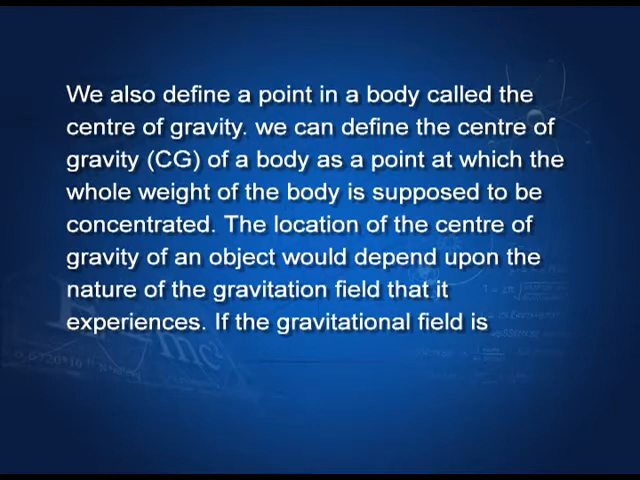 We also define a point in a body called the
centre of gravity. we can define the centre of
gravity (CG) of a body as a point at which the
whole weight of the body is supposed to be
concentrated. The location of the centre of
gravity of an object would depend upon the
nature of the gravitation field that it
experiences. If the gravitational field is